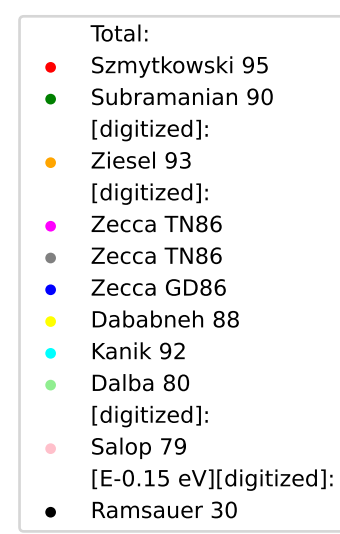 Total:
Szmytkowski 95
Subramanian 90
[digitized]:
Ziesel 93
[digitized]:
Zecca TN86
Zecca TN86
Zecca GD86
Dababneh 88
Kanik 92
Dalba 80
[digitized]:
Salop 79
[E-0.15 eV][digitized]:
Ramsauer 30